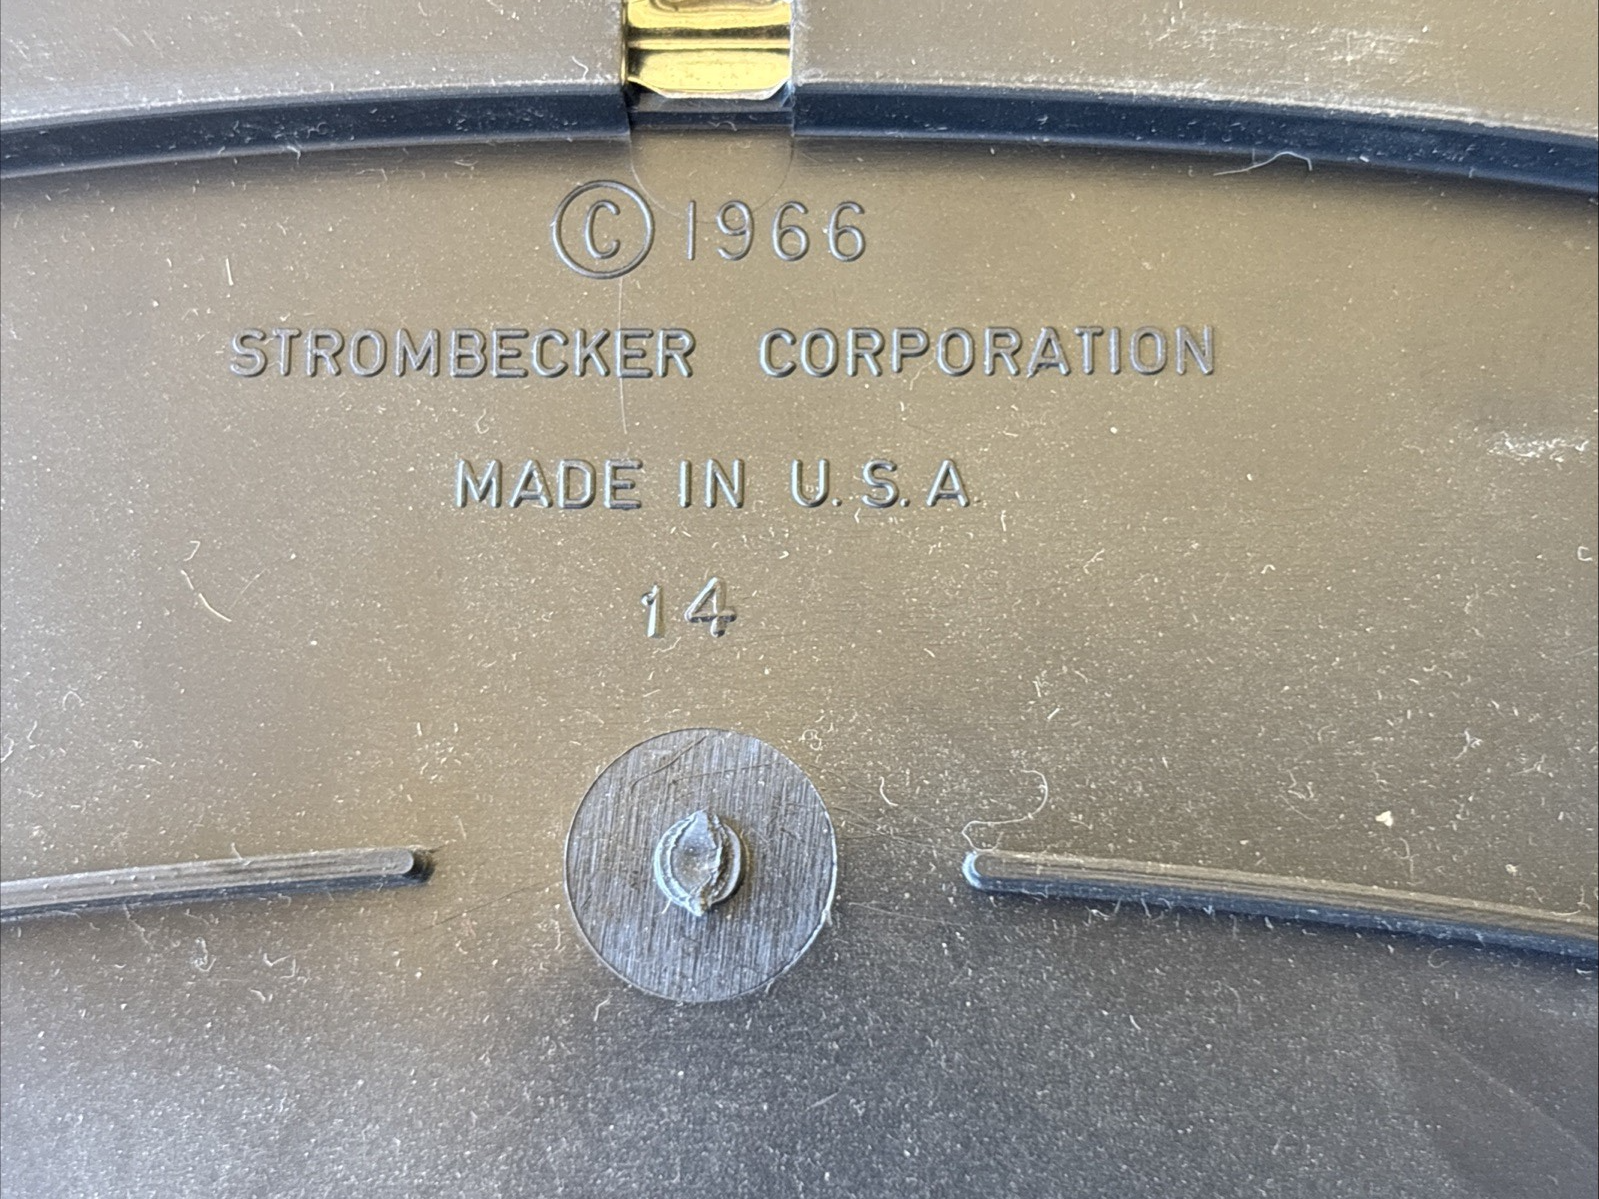 © 1966
STROMBECKER CORPORATION
MADE IN U.S.A.
14